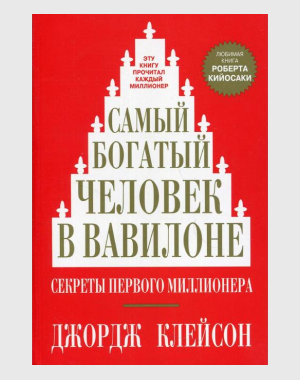 ЭТУ
КНИГУ
ПРОЧИТАЛ
КАЖДЫЙ
МИЛЛИОНЕР
ЛЮБИМАЯ
КНИГА
РОБЕРТА
КИЙОСАКИ
САМЫЙ
БОГАТЫЙ
ЧЕЛОВЕК
В ВАВИЛОНЕ
СЕКРЕТЫ ПЕРВОГО МИЛЛИОНЕРА
ДЖОРДЖ КЛЕЙСОН